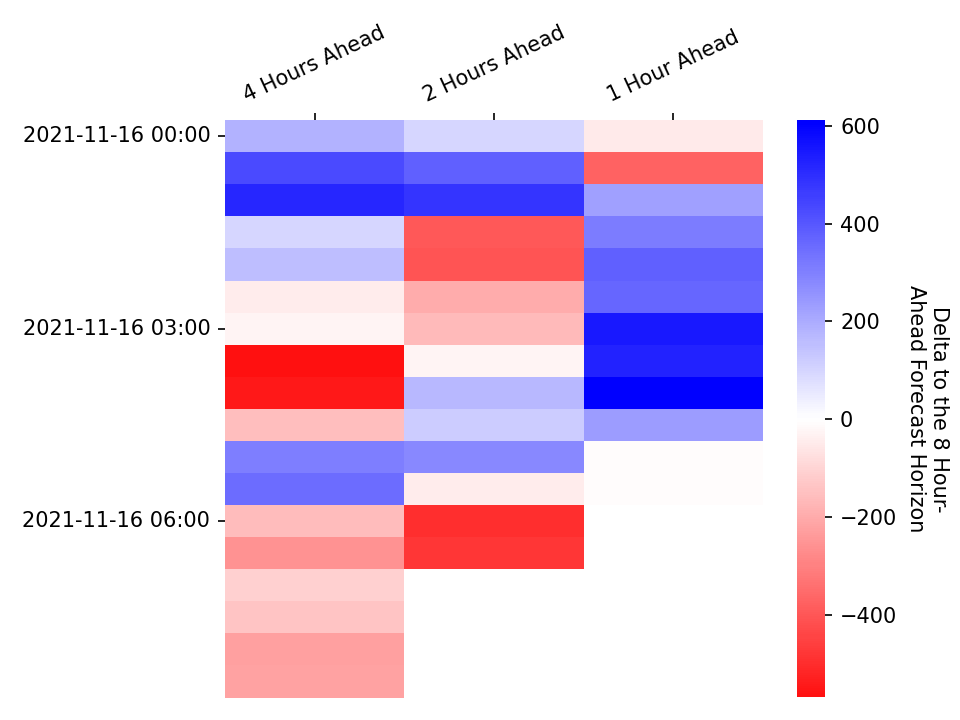 4 Hours Ahead
2 Hours Ahead
1 Hour Ahead
2021-11-16 00:00
2021-11-16 03:00
2021-11-16 06:00
600
400
200
0
−200
−400
Delta to the 8 Hour-
Ahead Forecast Horizon